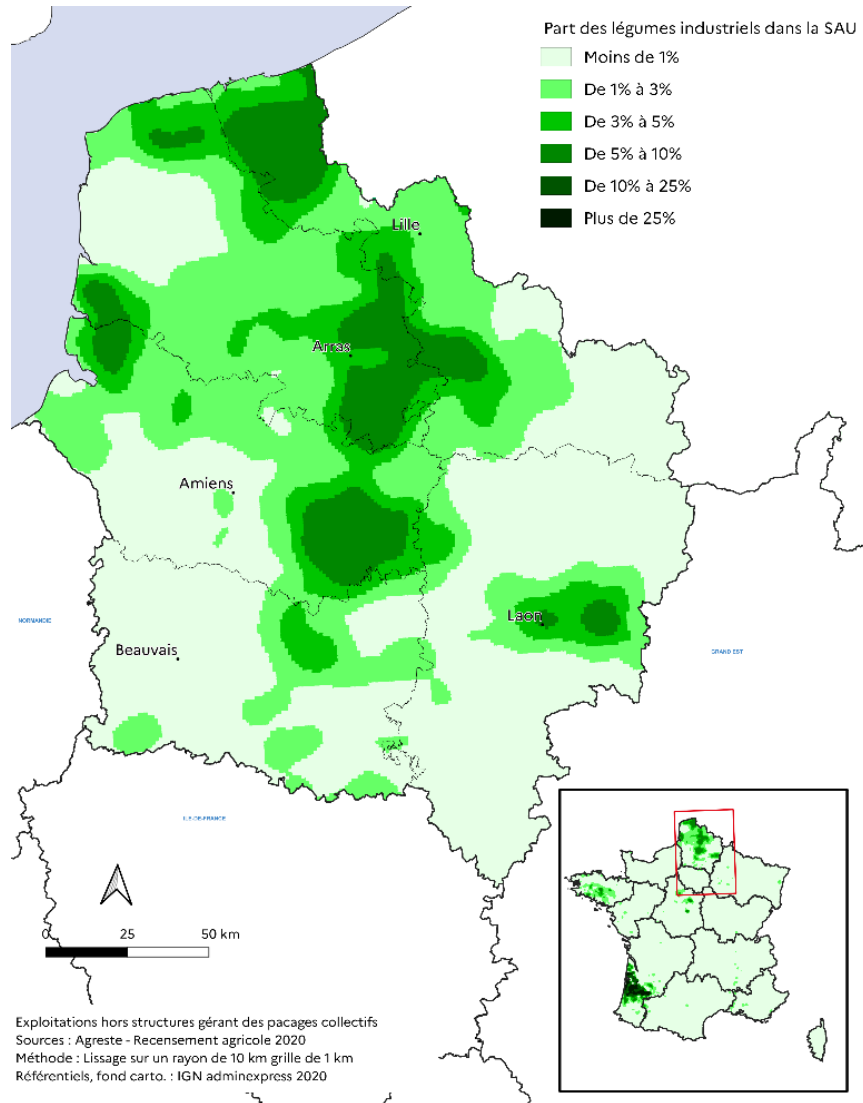 Part des légumes industriels dans la SAU
Moins de 1%
De 1% à 3%
De 3% à 5%
De 5% à 10%
De 10% à 25%
Plus de 25%
Lille
Arras
Amiens
Laon
NORMANDIE
Beauvais
GRAND EST
ILE-DE-FRANCE
0 25 50 km
Exploitations hors structures gérant des pacages collectifs
Sources : Agreste - Recensement agricole 2020
Méthode : Lissage sur un rayon de 10 km grille de 1 km
Référentiels, fond carto. : IGN adminexpress 2020